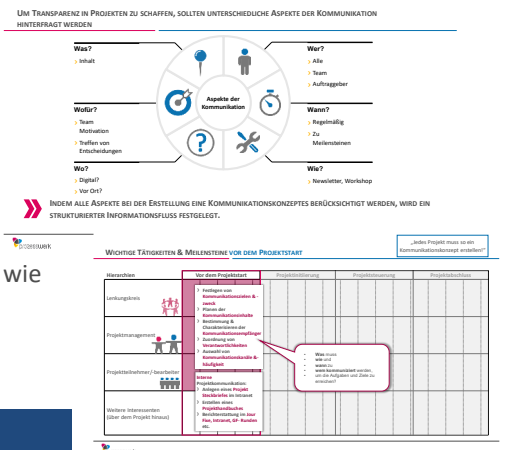 UM TRANSPARENZ IN PROJEKTEN ZU SCHAFFEN, SOLLTEN UNTERSCHIEDLICHE ASPEKTE DER KOMMUNIKATION
HINTERFRAGT WERDEN
Was?
› Inhalt
Wer?
› Alle
› Team
› Auftraggeber
Aspekte der
Kommunikation
Wofür?
› Team
Motivation
› Treffen von
Entscheidungen
Wann?
› Regelmäßig
› Zu
Meilensteinen
Wo?
› Digital?
› Vor Ort?
Wie?
› Newsletter, Workshop
INDEM ALLE ASPEKTE BEI DER ERSTELLUNG EINE KOMMUNIKATIONSKONZEPTES BERÜCKSICHTIGT WERDEN, WIRD EIN
STRUKTURIERTER INFORMATIONSFLUSS FESTGELEGT.
prozesswerk
wie
WICHTIGE TÄTIGKEITEN & MEILENSTEINE VOR DEM PROJEKTSTART
„Jedes Projekt muss so ein
Kommunikationskonzept erstellen!"
Hierarchien
Vor dem Projektstart
Projektinitiierung
Projektsteuerung
Projektabschluss
Lenkungskreis
Projektmanagement
Projektteilnehmer/-bearbeiter
Weitere Interessenten
(über dem Projekt hinaus)
› Festlegen von
Kommunikationszielen & -
zweck
› Planen der
Kommunikationsinhalte
› Bestimmung &
Charakterisieren der
Kommunikationsempfänger
› Zuordnung von
Verantwortlichkeiten
› Auswahl von
Kommunikationskanäle &-
häufigkeit
Interne
Projektkommunikation:
› Anlegen eines Projekt
Steckbriefes im Intranet
› Erstellen eines
Projekthandbuches
› Berichterstattung im Jour
Fixe, Intranet, GF- Runden
etc.
• Was muss
• wie und
• wann zu
• wem kommuniziert werden,
um die Aufgaben und Ziele zu
erreichen?